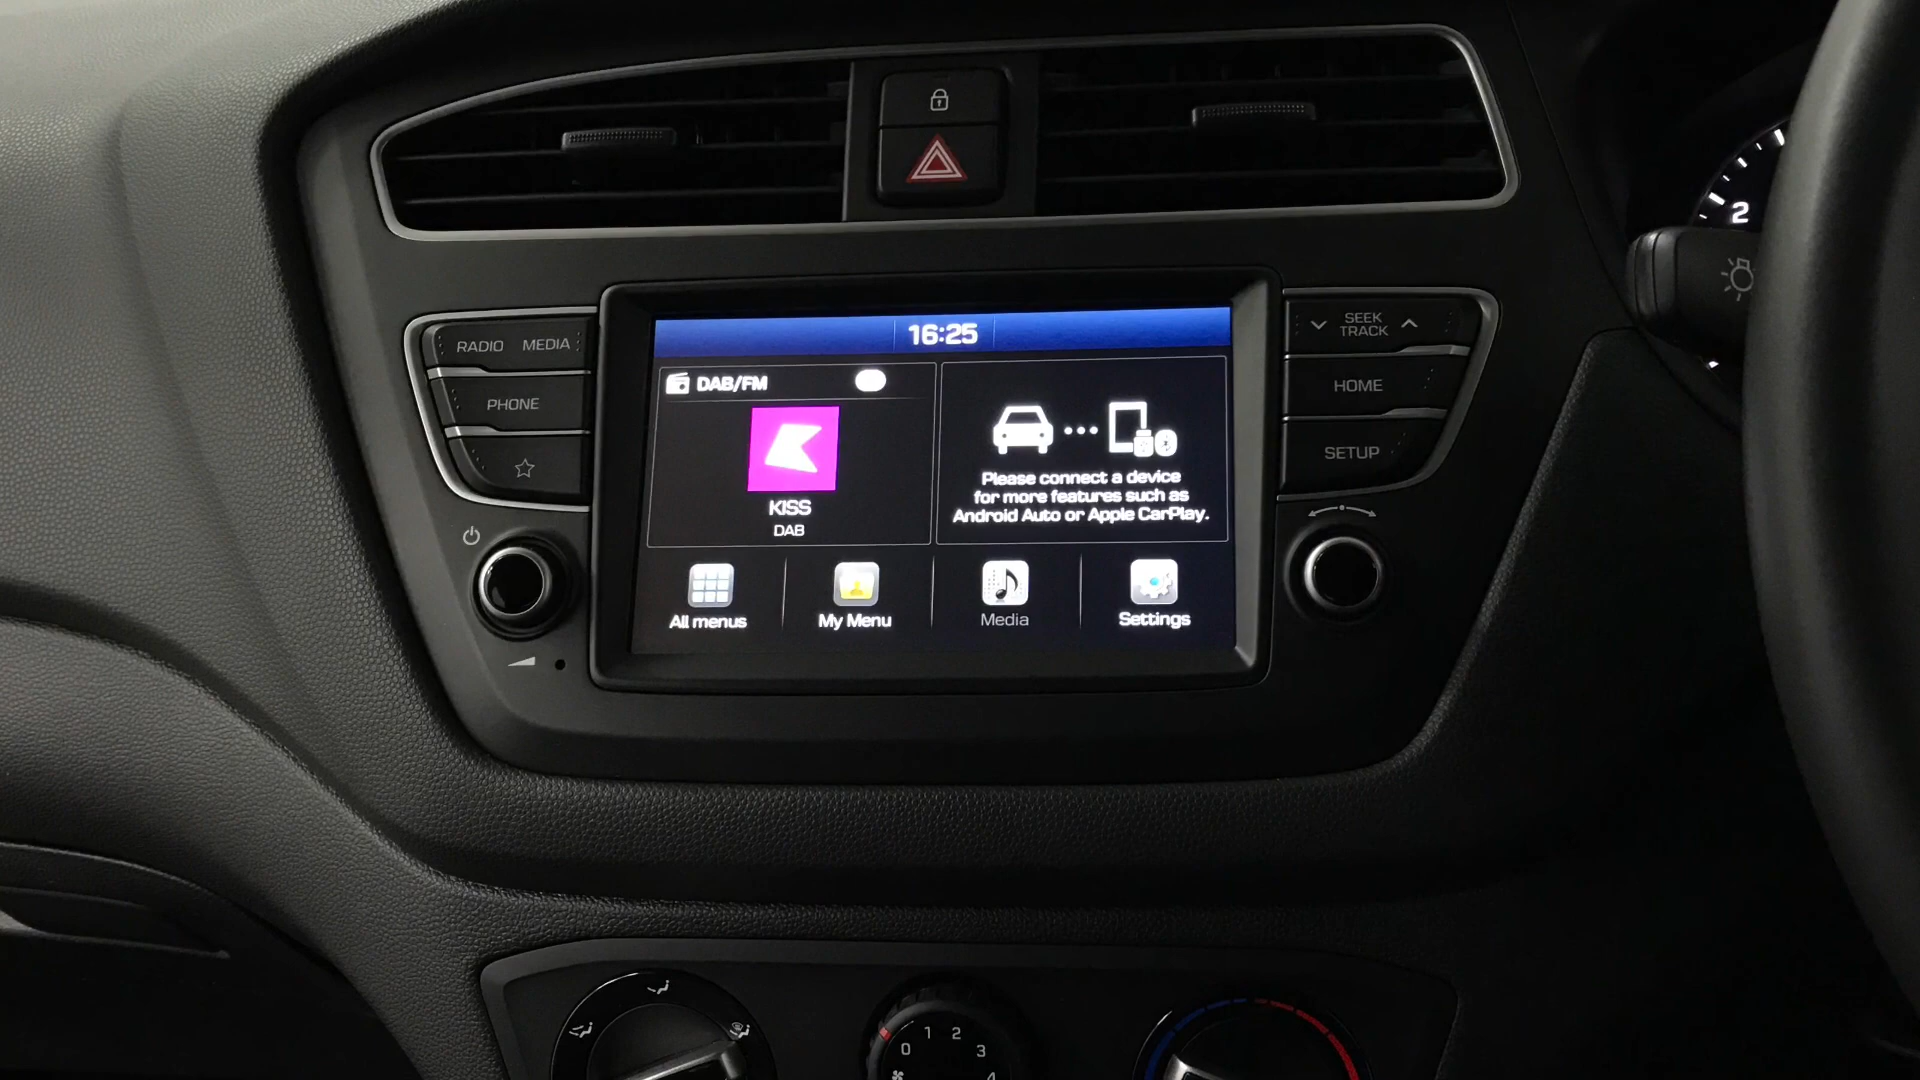 2
16:25
RADIO MEDIA
PHONE
DAB/FM
KISS
DAB
Please connect a device
for more features such as
Android Auto or Apple CarPlay.
All menus
My Menu
Media
Settings
SEEK
TRACK
HOME
SETUP
0 1 2 3 4